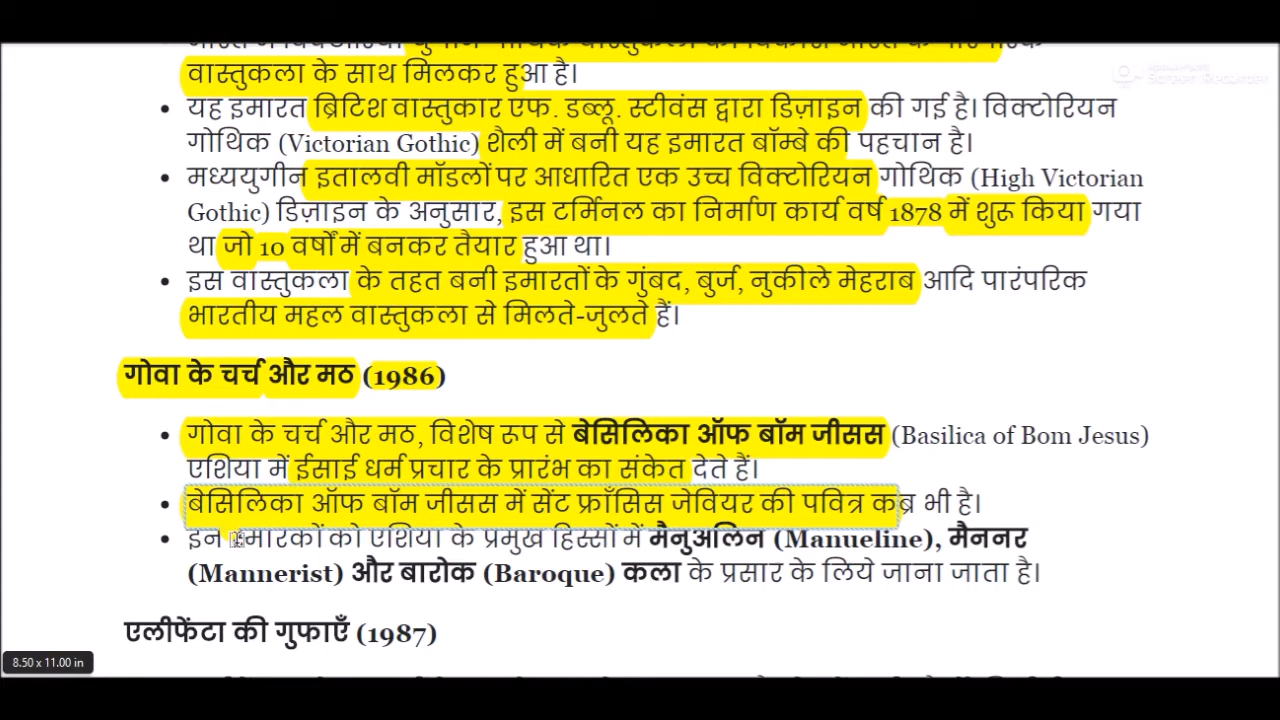 वास्तुकला के साथ मिलकर हुआ है।
• यह इमारत ब्रिटिश वास्तुकार एफ. डब्लू. स्टीवंस द्वारा डिज़ाइन की गई है। विक्टोरियन
गोथिक (Victorian Gothic) शैली में बनी यह इमारत बॉम्बे की पहचान है।
• मध्ययुगीन इतालवी मॉडलों पर आधारित एक उच्च विक्टोरियन गोथिक (High Victorian
Gothic) डिज़ाइन के अनुसार, इस टर्मिनल का निर्माण कार्य वर्ष 1878 में शुरू किया गया
था जो 10 वर्षों में बनकर तैयार हुआ था।
• इस वास्तुकला के तहत बनी इमारतों के गुंबद, बुर्ज, नुकीले मेहराब आदि पारंपरिक
भारतीय महल वास्तुकला से मिलते-जुलते हैं।
गोवा के चर्च और मठ (1986)
• गोवा के चर्च और मठ, विशेष रूप से बेसिलिका ऑफ बॉम जीसस (Basilica of Bom Jesus)
एशिया में ईसाई धर्म प्रचार के प्रारंभ का संकेत देते हैं।
• बेसिलिका ऑफ बॉम जीसस में सेंट फ्राँसिस जेवियर की पवित्र कब्र भी है।
• इन को एशिया के प्रमुख हिस्सों में मैनुअलिन (Manueline), मैननर
(Mannerist) और बारोक (Baroque) कला के प्रसार के लिये जाना जाता है।
एलीफेंटा की गुफाएँ (1987)
8.50 x 11.00 in
Screen Recorder